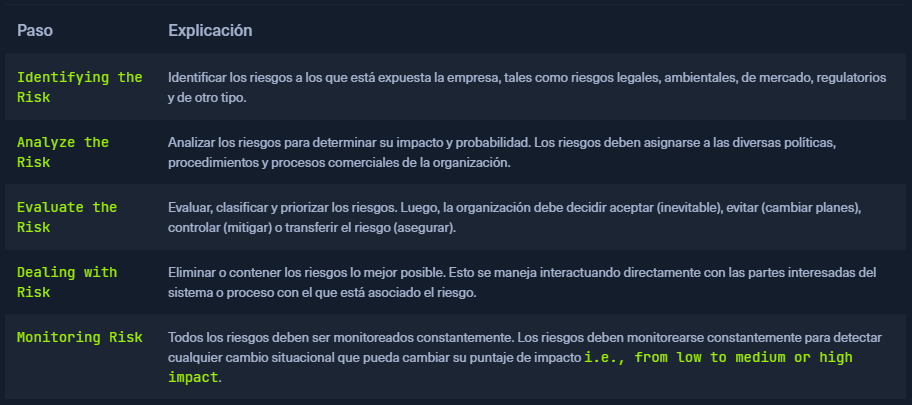 Paso Explicación
Identifying the Risk
Identificar los riesgos a los que está expuesta la empresa, tales como riesgos legales, ambientales, de mercado, regulatorios
y de otro tipo.
Analyze the Risk
Analizar los riesgos para determinar su impacto y probabilidad. Los riesgos deben asignarse a las diversas políticas,
procedimientos y procesos comerciales de la organización.
Evaluate the Risk
Evaluar, clasificar y priorizar los riesgos. Luego, la organización debe decidir aceptar (inevitable), evitar (cambiar planes),
controlar (mitigar) o transferir el riesgo (asegurar).
Dealing with Risk
Eliminar o contener los riesgos lo mejor posible. Esto se maneja interactuando directamente con las partes interesadas del
sistema o proceso con el que está asociado el riesgo.
Monitoring Risk
Todos los riesgos deben ser monitoreados constantemente. Los riesgos deben monitorearse constantemente para detectar
cualquier cambio situacional que pueda cambiar su puntaje de impacto i.e., from low to medium or high
impact.